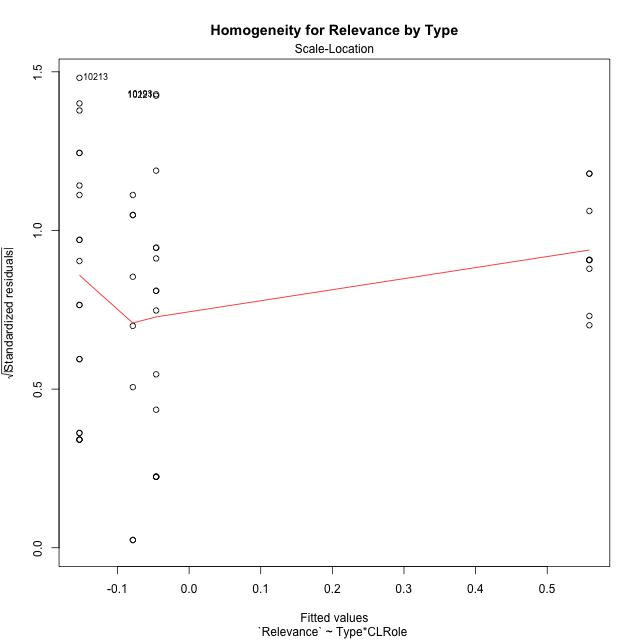 Homogeneity for Relevance by Type
Scale-Location
10213
√|Standardized residuals|
0.0
0.5
1.0
1.5
-0.1
0.0
0.1
0.2
0.3
0.4
0.5
Fitted values
`Relevance` ~ Type*CLRole